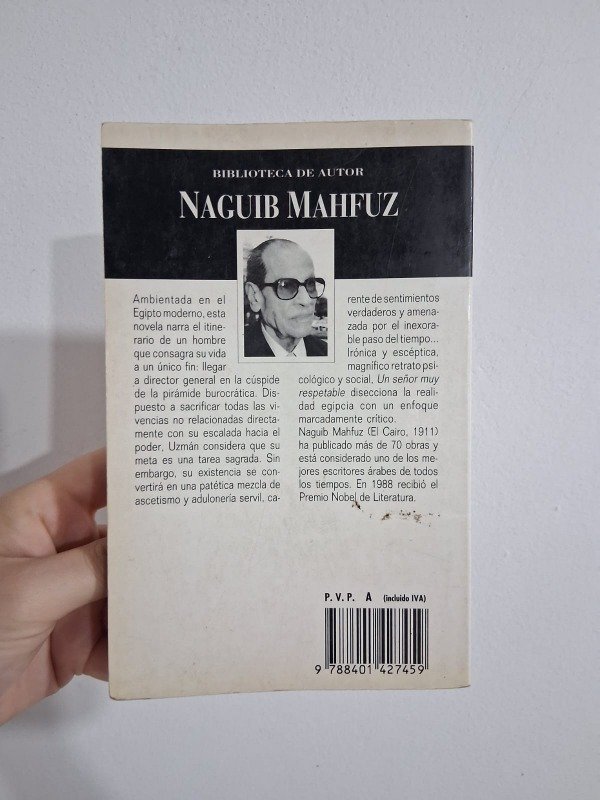 BIBLIOTECA DE AUTOR
NAGUIB MAHFUZ
Ambientada en el
Egipto moderno, esta
novela narra el itine-
rario de un hombre
que consagra su vida
a un único fin: llegar
a director general en la cúspide
de la pirámide burocrática. Dis-
puesto a sacrificar todas las vi-
vencias no relacionadas directa-
mente con su escalada hacia el
poder, Uzmán considera que su
meta es una tarea sagrada. Sin
embargo, su existencia se con-
vertirá en una patética mezcla de
ascetismo y adulonería servil, ca-
rente de sentimientos
verdaderos y amena-
zada por el inexora-
ble paso del tiempo...
Irónica y escéptica,
magnífico retrato psi-
cológico y social, Un señor muy
respetable disecciona la reali-
dad egipcia con un enfoque
marcadamente crítico.
Naguib Mahfuz (El Cairo, 1911)
ha publicado más de 70 obras y
está considerado uno de los me-
jores escritores árabes de todos
los tiempos. En 1988 recibió el
Premio Nobel de Literatura.
P.V.P. A (incluido IVA)
9 788401 427459